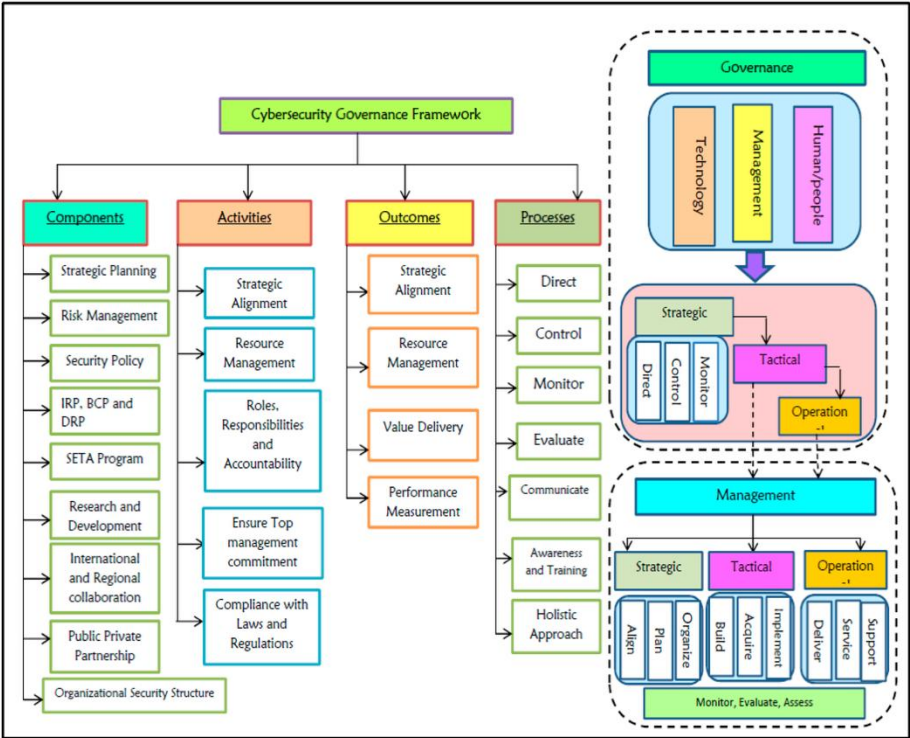 Cybersecurity Governance Framework
Components
Strategic Planning
Risk Management
Security Policy
IRP, BCP and
DRP
SETA Program
Research and
Development
International
and Regional
collaboration
Public Private
Partnership
Organizational Security Structure
Activities
Strategic
Alignment
Resource
Management
Roles,
Responsibilities
and
Accountability
Ensure Top
management
commitment
Compliance with
Laws and
Regulations
Outcomes
Strategic
Alignment
Resource
Management
Value Delivery
Performance
Measurement
Processes
Direct
Control
Monitor
Evaluate
Communicate
Awareness
and Training
Holistic
Approach
Governance
Technology
Management
Human/people
Strategic
Direct
Control
Monitor
Tactical
Operation
Management
Strategic
Align
Plan
Organize
Tactical
Build
Acquire
Implement
Operation
Deliver
Service
Support
Monitor, Evaluate, Assess